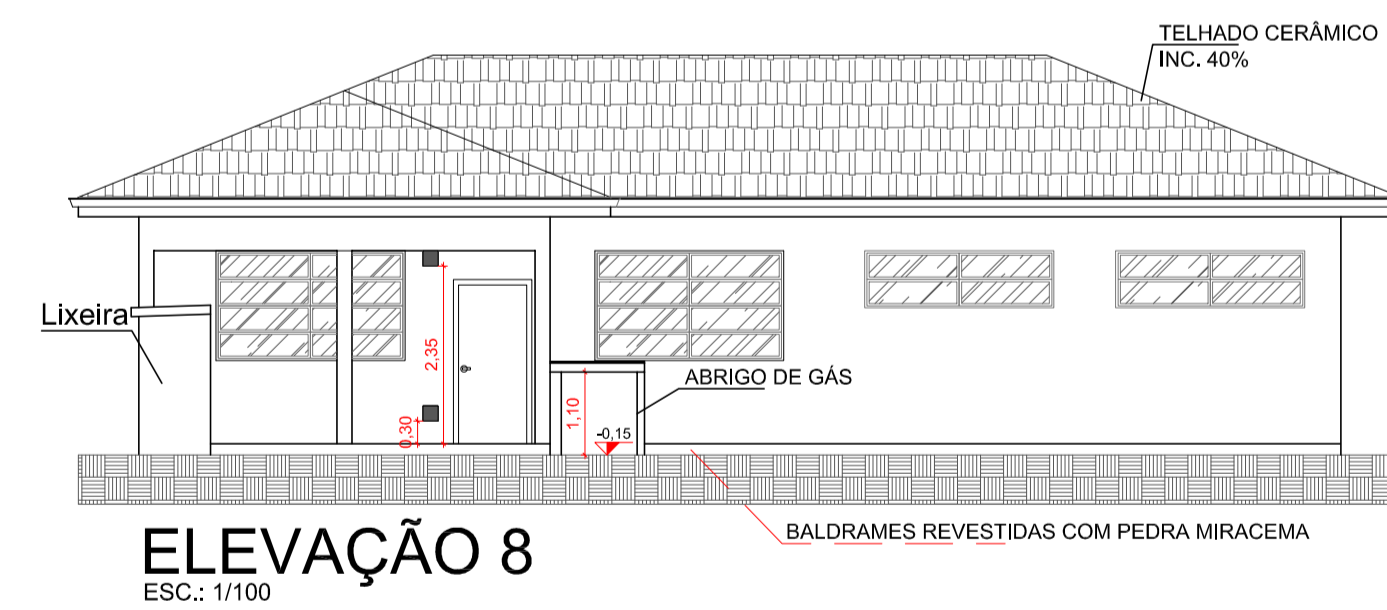 TELHADO CERÂMICO
INC. 40%
Lixeira
2,35
0,30
1,10
-0,15
ABRIGO DE GÁS
BALDRAMES REVESTIDAS COM PEDRA MIRACEMA
ELEVAÇÃO 8
ESC.: 1/100